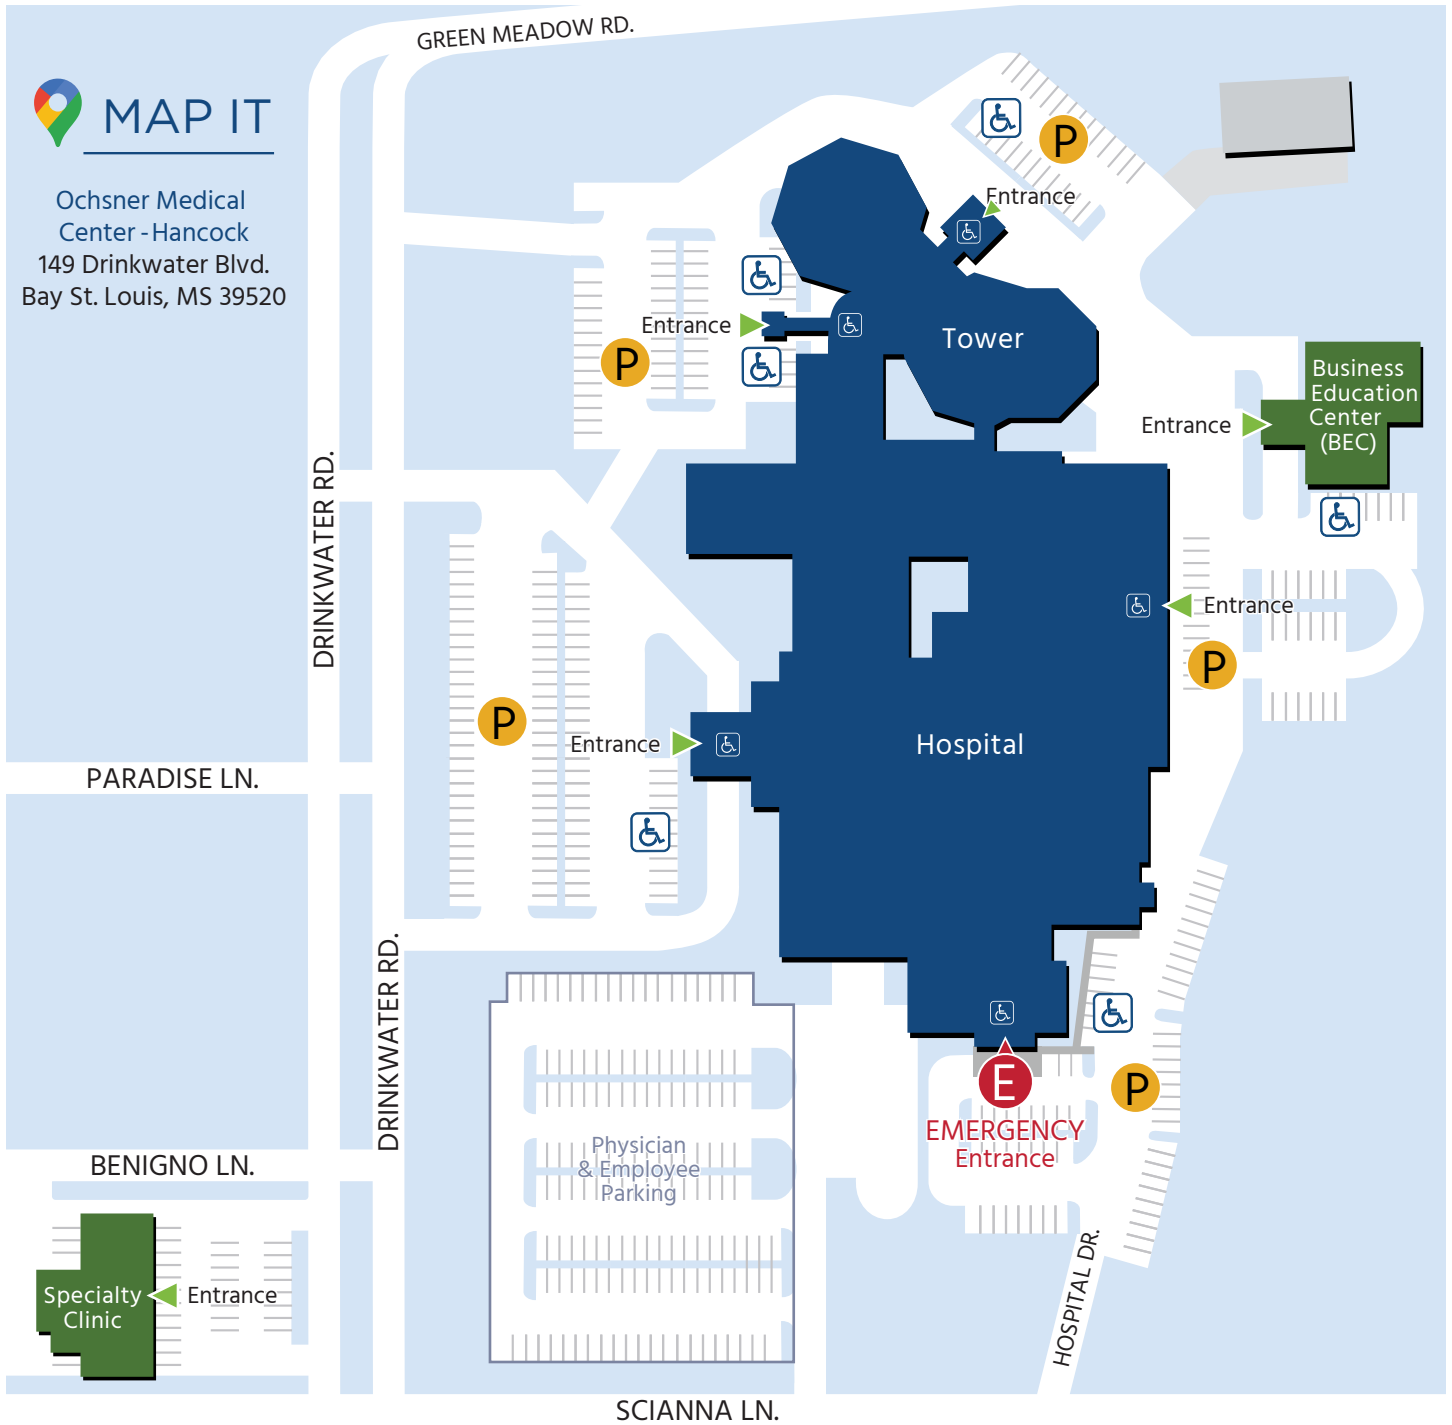 GREEN MEADOW RD.
MAP IT
Ochsner Medical
Center - Hancock
149 Drinkwater Blvd.
Bay St. Louis, MS 39520
P
Entrance
Entrance
Tower
P
Business
Education
Center
(BEC)
Entrance
DRINKWATER RD.
Entrance
P
P
Entrance
Hospital
PARADISE LN.
DRINKWATER RD.
E
P
EMERGENCY
Entrance
Physician
& Employee
Parking
BENIGNO LN.
HOSPITAL DR.
Specialty
Clinic
Entrance
SCIANNA LN.